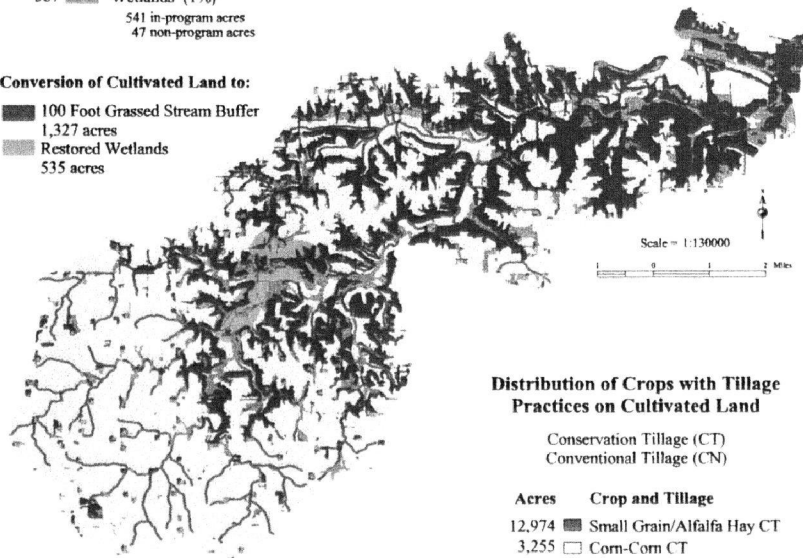 Wetlands (1%)
541 in-program acres
47 non-program acres
Conversion of Cultivated Land to:
100 Foot Grassed Stream Buffer
1,327 acres
Restored Wetlands
535 acres
Scale = 1:130000
1 0 1 2 Miles
Distribution of Crops with Tillage
Practices on Cultivated Land
Conservation Tillage (CT)
Conventional Tillage (CN)
Acres Crop and Tillage
12,974 Small Grain/Alfalfa Hay CT
3,255 Corn-Corn CT